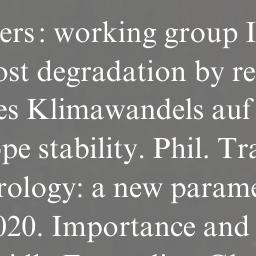 ers: working group I
ost degradation by re
es Klimawandels auf
ope stability. Phil. Tra
rology: a new parame
020. Importance and